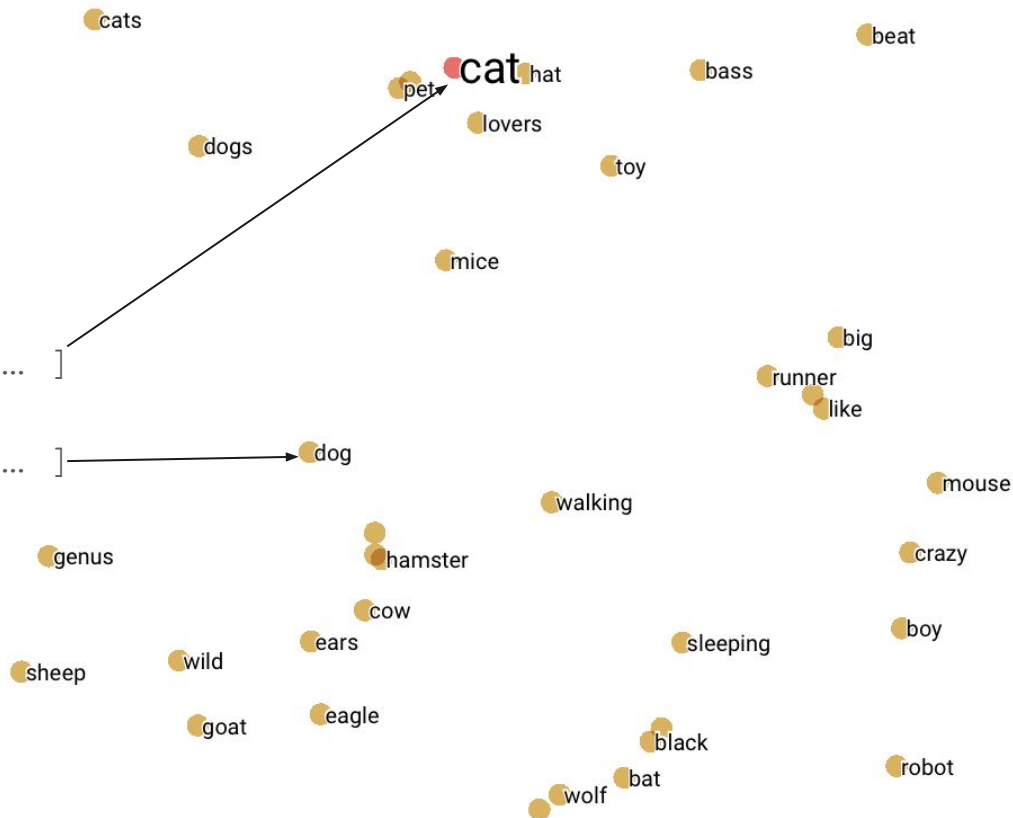 cats
beat
cat
hat
bass
pet
lovers
dogs
toy
mice
big
... ]
runner
like
dog
... ]
mouse
walking
genus
crazy
hamster
cow
boy
ears
sleeping
wild
sheep
eagle
goat
black
robot
bat
wolf